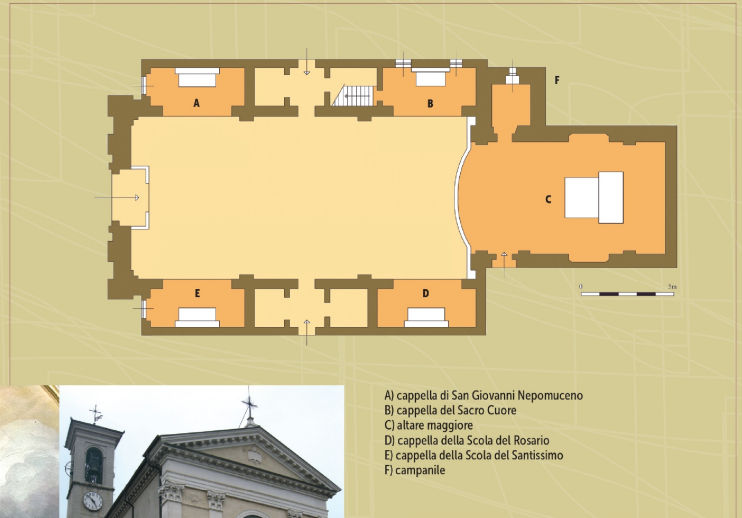 A
B
F
C
E
D
0 5m
A) cappella di San Giovanni Nepomuceno
B) cappella del Sacro Cuore
C) altare maggiore
D) cappella della Scola del Rosario
E) cappella della Scola del Santissimo
F) campanile